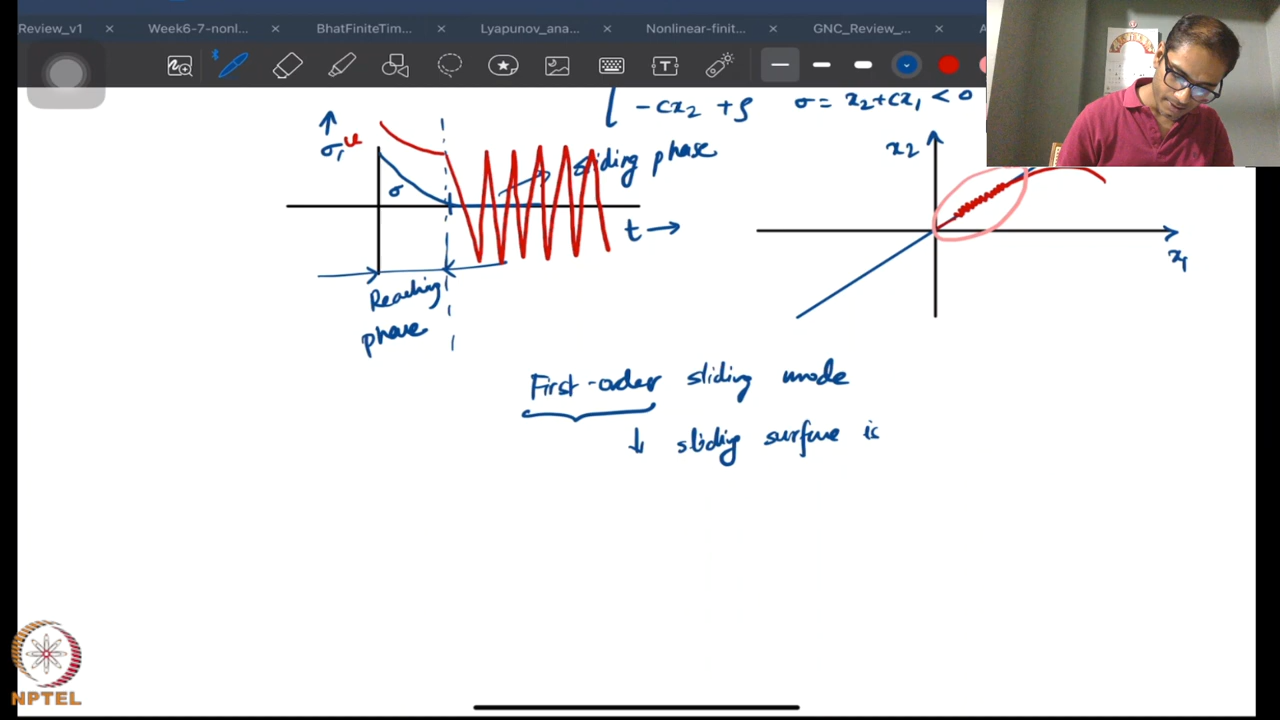 Review_v1 × Week6-7-nonl... × BhatFiniteTim... × Lyapunov_ana... × Nonlinear-finit... × GNC_Review_... ×
{ -cx₂ + ρ   σ = x₂+cx₁ < 0
σ, u
σ
sliding phase
t →
x₂
x₁
Reaching
phase
First-order sliding mode
↓ sliding surface is
NPTEL